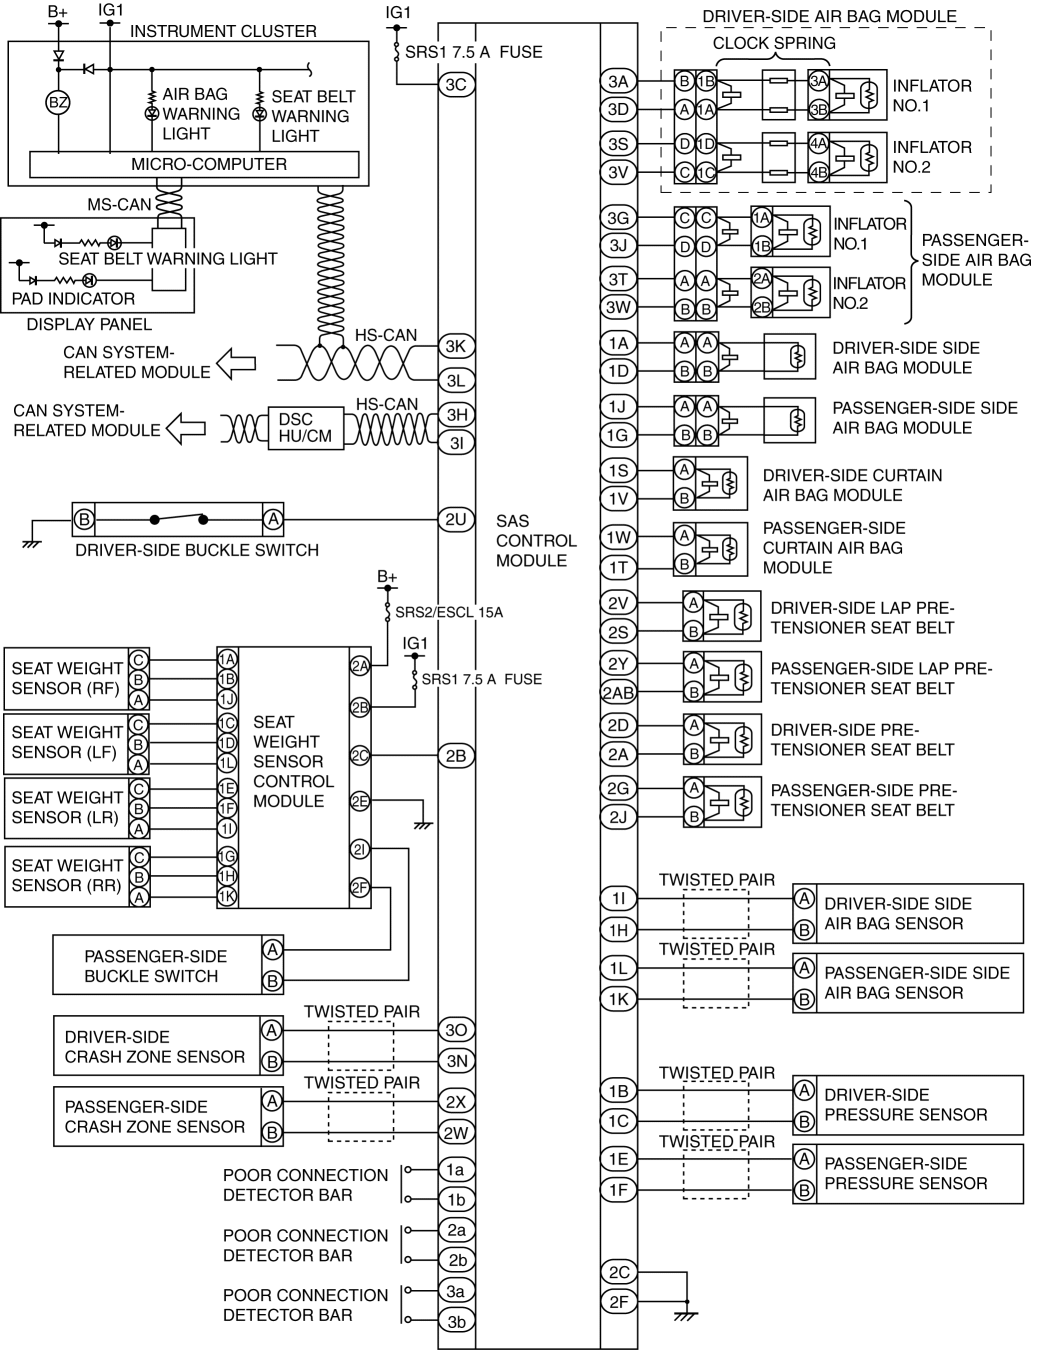 B+
IG1
INSTRUMENT CLUSTER
BZ
AIR BAG
WARNING
LIGHT
SEAT BELT
WARNING
LIGHT
MICRO-COMPUTER
MS-CAN
SEAT BELT WARNING LIGHT
PAD INDICATOR
DISPLAY PANEL
IG1
SRS1 7.5 A FUSE
3C
HS-CAN
CAN SYSTEM-
RELATED MODULE
3K
3L
HS-CAN
CAN SYSTEM-
RELATED MODULE
DSC
HU/CM
3H
3I
B
A
2U
DRIVER-SIDE BUCKLE SWITCH
SAS
CONTROL
MODULE
B+
SRS2/ESCL 15A
IG1
SRS1 7.5 A FUSE
SEAT WEIGHT
SENSOR (RF)
C
B
A
1A
1B
1J
SEAT WEIGHT
SENSOR (LF)
C
B
A
1C
1D
1L
SEAT WEIGHT
SENSOR (LR)
C
B
A
1E
1F
1I
SEAT WEIGHT
SENSOR (RR)
C
B
A
1G
1H
1K
SEAT
WEIGHT
SENSOR
CONTROL
MODULE
2A
2B
2C
2E
2I
2F
2B
PASSENGER-SIDE
BUCKLE SWITCH
A
B
DRIVER-SIDE
CRASH ZONE SENSOR
A
B
TWISTED PAIR
3O
3N
PASSENGER-SIDE
CRASH ZONE SENSOR
A
B
TWISTED PAIR
2X
2W
POOR CONNECTION
DETECTOR BAR
1a
1b
POOR CONNECTION
DETECTOR BAR
2a
2b
POOR CONNECTION
DETECTOR BAR
3a
3b
DRIVER-SIDE AIR BAG MODULE
CLOCK SPRING
3A B 1B 3A
3D A 1A 3B
INFLATOR
NO.1
3S D 1D 4A
3V C 1C 4B
INFLATOR
NO.2
3G C C 1A
3J D D 1B
INFLATOR
NO.1
3T A A 2A
3W B B 2B
INFLATOR
NO.2
PASSENGER-
SIDE AIR BAG
MODULE
1A A A
1D B B
DRIVER-SIDE SIDE
AIR BAG MODULE
1J A A
1G B B
PASSENGER-SIDE SIDE
AIR BAG MODULE
1S A
1V B
DRIVER-SIDE CURTAIN
AIR BAG MODULE
1W A
1T B
PASSENGER-SIDE
CURTAIN AIR BAG
MODULE
2V A
2S B
DRIVER-SIDE LAP PRE-
TENSIONER SEAT BELT
2Y A
2AB B
PASSENGER-SIDE LAP PRE-
TENSIONER SEAT BELT
2D A
2A B
DRIVER-SIDE PRE-
TENSIONER SEAT BELT
2G A
2J B
PASSENGER-SIDE PRE-
TENSIONER SEAT BELT
TWISTED PAIR
1I A
1H B
DRIVER-SIDE SIDE
AIR BAG SENSOR
TWISTED PAIR
1L A
1K B
PASSENGER-SIDE SIDE
AIR BAG SENSOR
TWISTED PAIR
1B A
1C B
DRIVER-SIDE
PRESSURE SENSOR
TWISTED PAIR
1E A
1F B
PASSENGER-SIDE
PRESSURE SENSOR
2C
2F